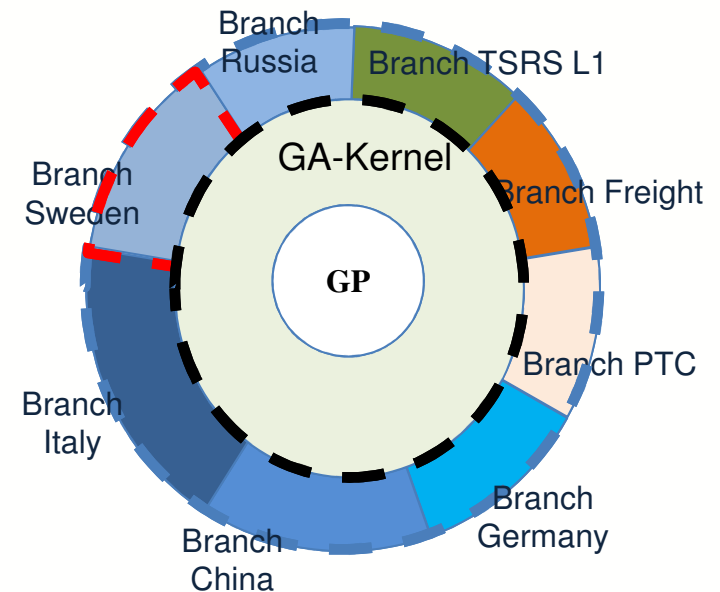 Branch
Russia
Branch TSRS L1
GA-Kernel
Branch
Sweden
Branch Freight
GP
Branch PTC
Branch
Italy
Branch
Germany
Branch
China